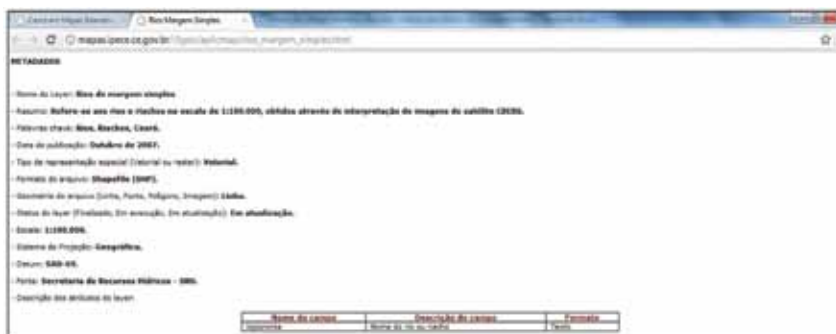 Rios Margem Simples
mapas.ipece.ce.gov.br
METADADOS
- Nome do Layer: Rios de margem simples
- Resumo: Refere-se aos rios e riachos na escala de 1:100.000, obtidos através de interpretação de imagens do satélite CBERS.
- Palavras chave: Rios, Riachos, Ceará.
- Data de publicação: Outubro de 2007.
- Tipo de representação espacial (Vetorial ou raster): Vetorial.
- Formato do arquivo: Shapefile (SHP).
- Geometria do arquivo (Linha, Ponto, Polígono, Imagem): Linha.
- Status do layer (Finalizado, Em execução, Em atualização): Em atualização.
- Escala: 1:100.000.
- Sistema de Projeção: Geográfica.
- Datum: SAD-69.
- Fonte: Secretaria de Recursos Hídricos - SRH.
- Descrição dos atributos do layer:
Nome do campo Descrição do campo Formato
Nome do rio ou riacho Texto